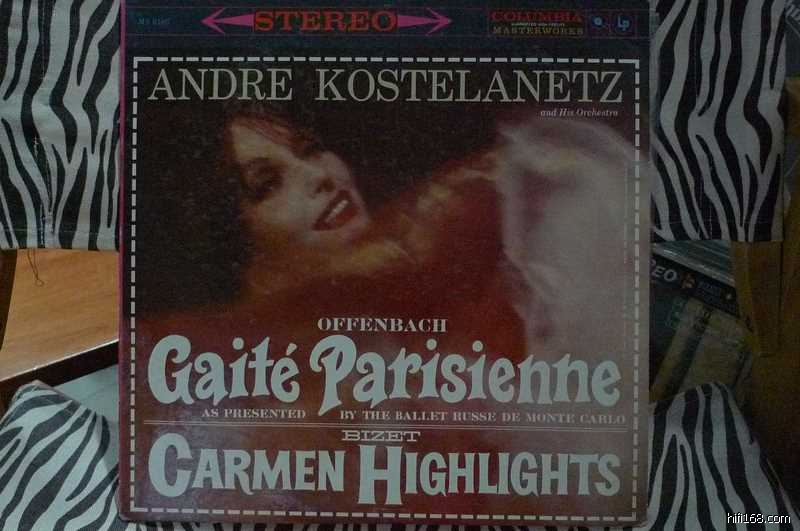 STEREO
COLUMBIA
MASTERWORKS
Lp
ANDRE KOSTELANETZ
and His Orchestra
OFFENBACH
Gaité Parisienne
AS PRESENTED BY THE BALLET RUSSE DE MONTE CARLO
BIZET
CARMEN HIGHLIGHTS
hifi168.com